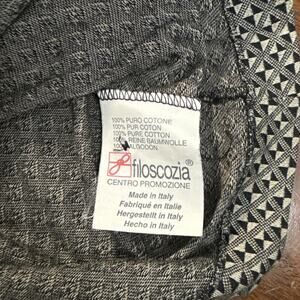 100% PURO COTONE
100% PUR COTON
100% PURE COTTON
100% REINE BAUMWOLLE
100% ALGODON
filoscozia®
CENTRO PROMOZIONE
Made in Italy
Fabriqué en Italie
Hergestellt in Italy
Hecho in Italy